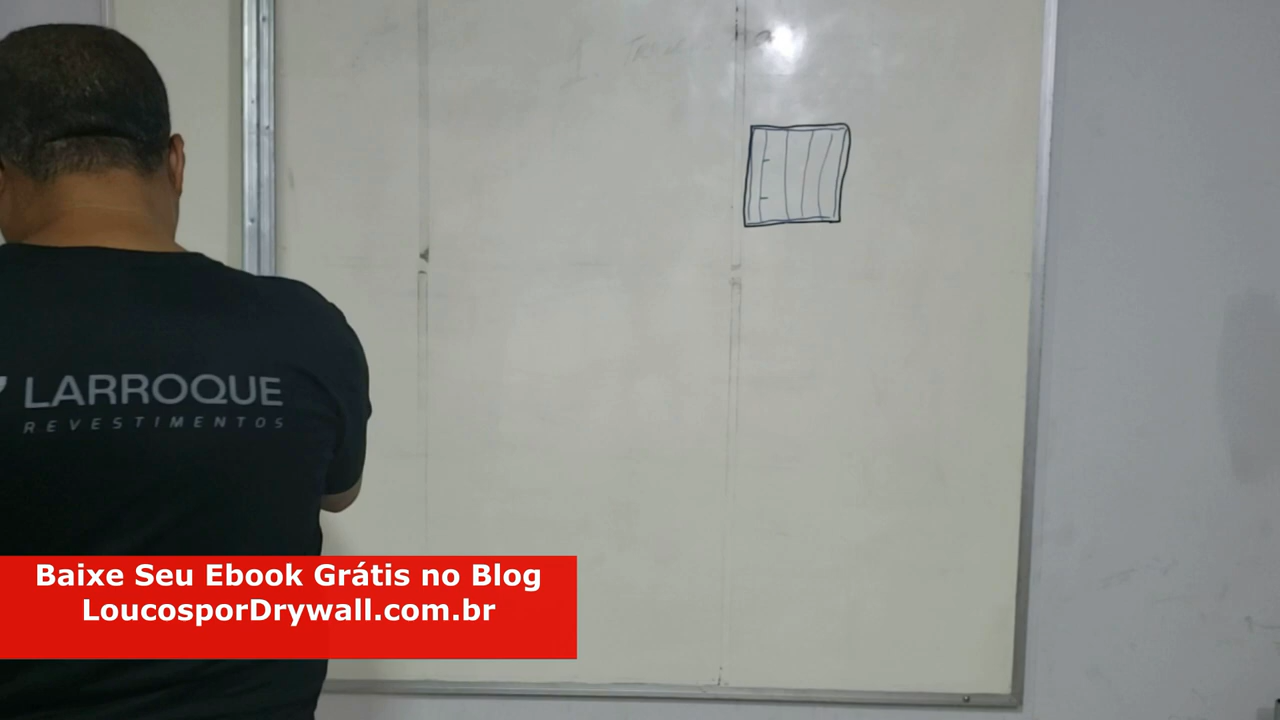 LARROQUE
REVESTIMENTOS
Baixe Seu Ebook Grátis no Blog
LoucosporDrywall.com.br